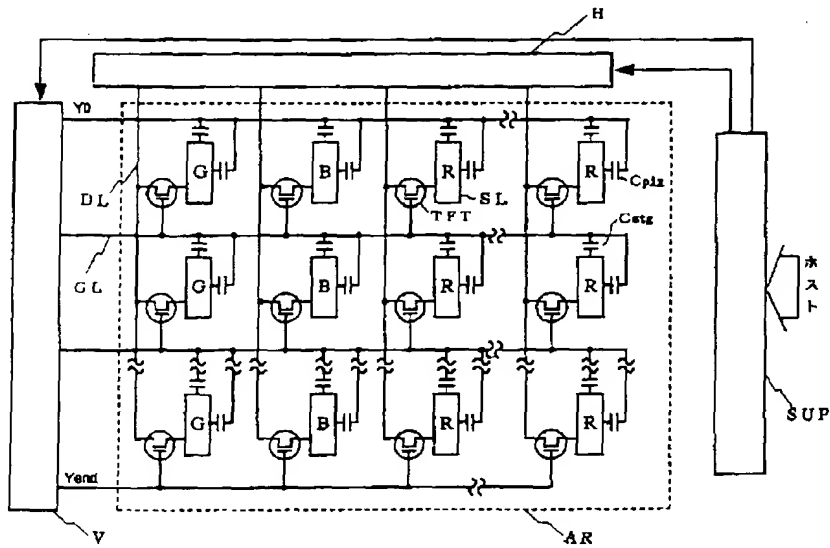 H
Y0
G
B
R
R
Cpix
DL
TFT
SL
Cstg
GL
G
B
R
R
ホスト
G
B
R
R
SUP
Yend
V
AR